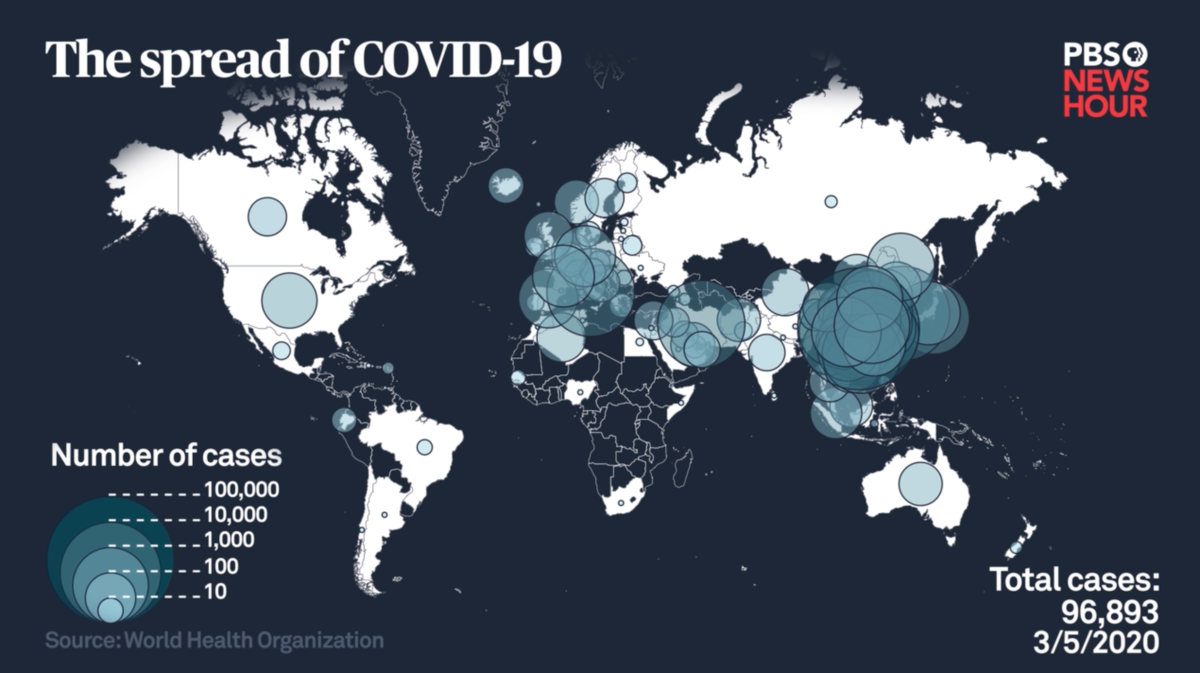 The spread of COVID-19
PBS
NEWS
HOUR
Number of cases
100,000
10,000
1,000
100
10
Source: World Health Organization
Total cases:
96,893
3/5/2020